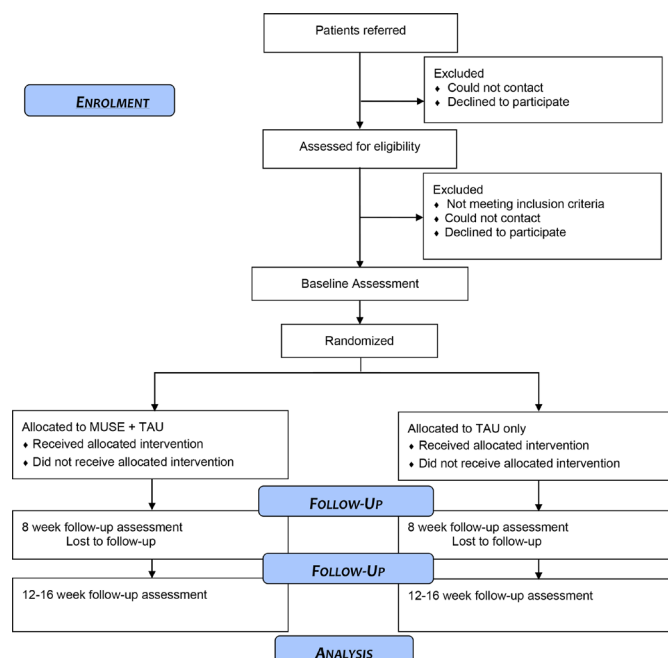 Patients referred
Excluded
♦ Could not contact
♦ Declined to participate
ENROLMENT
Assessed for eligibility
Excluded
♦ Not meeting inclusion criteria
♦ Could not contact
♦ Declined to participate
Baseline Assessment
Randomized
Allocated to MUSE + TAU
♦ Received allocated intervention
♦ Did not receive allocated intervention
Allocated to TAU only
♦ Received allocated intervention
♦ Did not receive allocated intervention
FOLLOW-UP
8 week follow-up assessment
Lost to follow-up
8 week follow-up assessment
Lost to follow-up
FOLLOW-UP
12-16 week follow-up assessment
12-16 week follow-up assessment
ANALYSIS